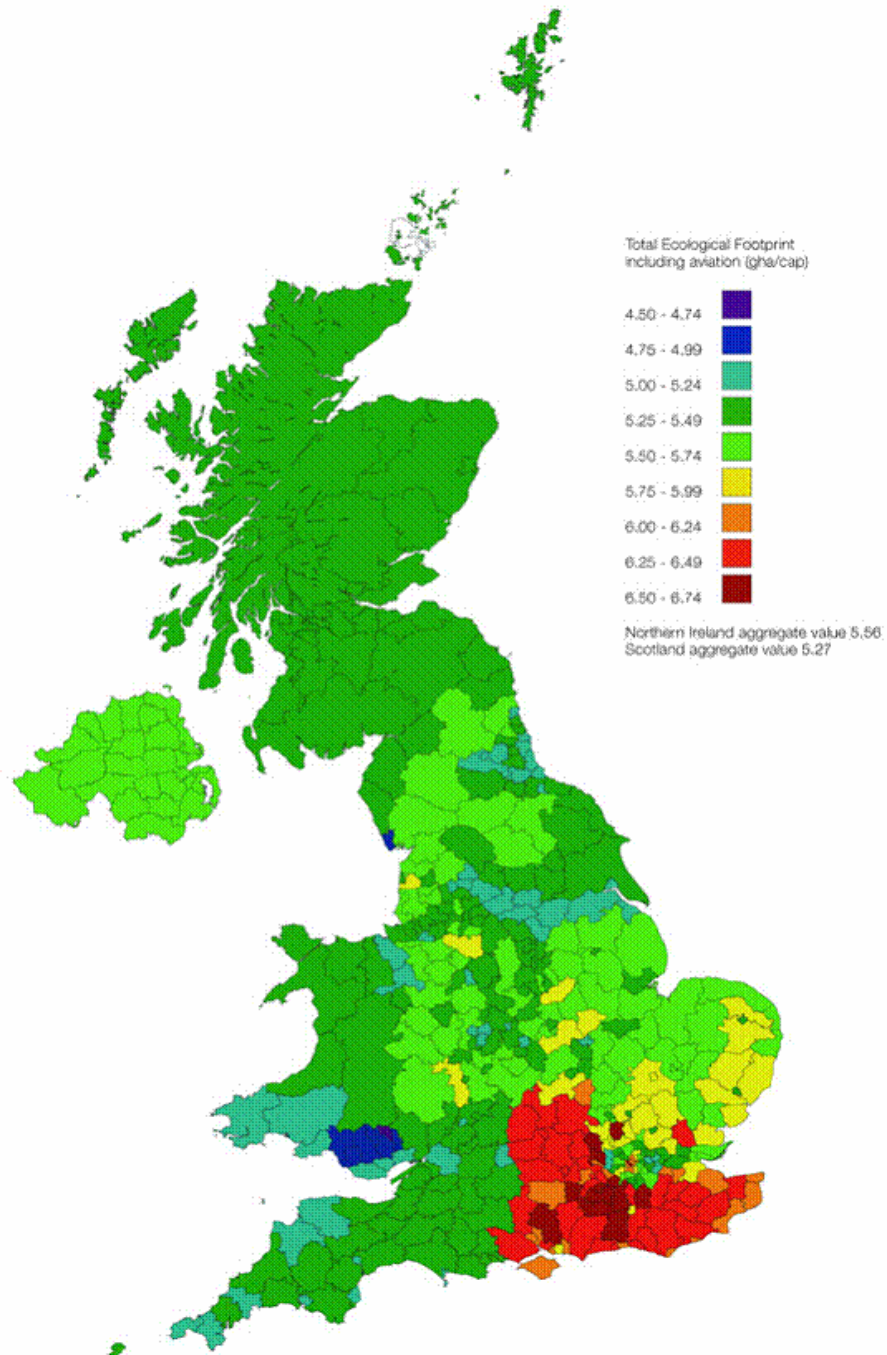 Total Ecological Footprint
including aviation (gha/cap)
4.50 - 4.74
4.75 - 4.99
5.00 - 5.24
5.25 - 5.49
5.50 - 5.74
5.75 - 5.99
6.00 - 6.24
6.25 - 6.49
6.50 - 6.74
Northern Ireland aggregate value 5.56
Scotland aggregate value 5.27